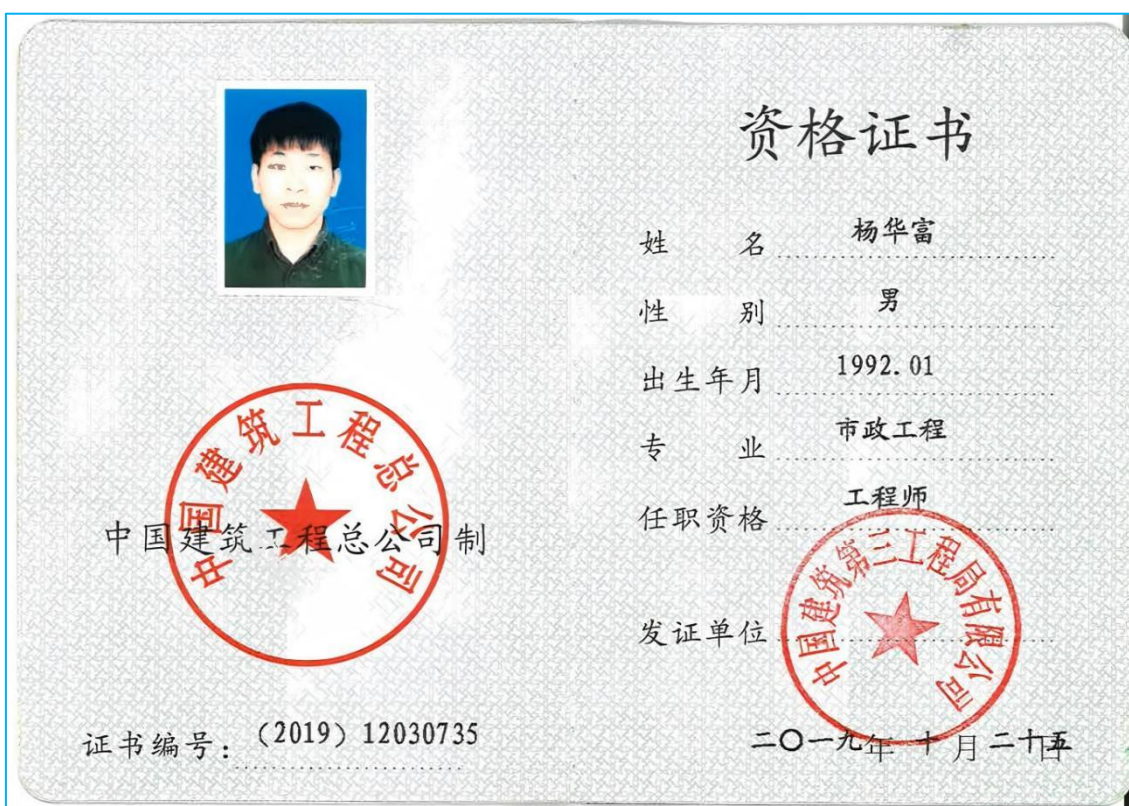 中国建筑工程总公司
中国建筑工程总公司制
证书编号：（2019）12030735
资格证书
姓名 杨华富
性别 男
出生年月 1992.01
专业 市政工程
任职资格 工程师
发证单位
中国建筑第三工程局有限公司
二〇一九年十月二十五日